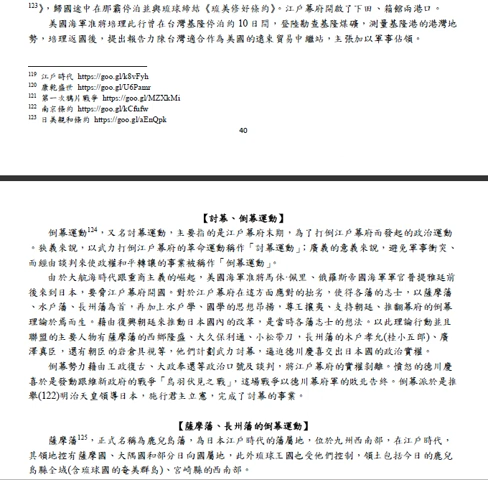 123》，歸國途中在那霸停泊並與琉球締結《琉美修好條約》。江戶幕府開啟了下田、箱館兩港口。
美國海軍准將培理此行曾在台灣基隆停泊約 10 日間，登陸勘查基隆煤礦，測量基隆港的港灣地
勢，培理返國後，提出報告力陳台灣適合作為美國的遠東貿易中繼站，主張加以軍事佔領。
119 江戶時代 https://goo.gl/k8vFyh
120 康乾盛世 https://goo.gl/U6Pamr
121 第一次鴉片戰爭 https://goo.gl/MZXkMi
122 南京條約 https://goo.gl/kCfufw
123 日美親和條約 https://goo.gl/aEnQpk
40
【討幕、倒幕運動】
倒幕運動124，又名討幕運動，主要指的是江戶幕府末期，為了打倒江戶幕府而發起的政治運動
。狹義來說，以武力打倒江戶幕府的革命運動稱作「討幕運動」；廣義的意義來說，避免軍事衝突、
而經由談判來使政權和平轉讓的事業被稱作「倒幕運動」。
由於大航海時代跟重商主義的崛起，美國海軍准將馬休·佩里、俄羅斯帝國海軍軍官普提雅廷前
後來到日本，要脅江戶幕府開國。對於江戶幕府在這方面應對的拙劣，使得各藩的志士，以薩摩藩
、水戶藩、長州藩為首，再加上水戶學、國學的思想昂揚，尊王攘夷、支持朝廷、推翻幕府的倒幕
理論於焉而生。藉由復興朝廷來推動日本國內的改革，是當時各藩志士的想法。以此理論行動並且
聯盟的主要人物有薩摩藩的西鄉隆盛、大久保利通、小松帶刀，長州藩的木戶孝允(桂小五郎)、廣
澤真臣，還有朝臣的岩倉具視等，他們計劃武力討幕，逼迫德川慶喜交出日本國的政治實權。
倒幕勢力藉由王政復古、大政奉還等政治口號及談判，將江戶幕府的實權剝離。憤怒的德川慶
喜於是發動跟維新政府的戰爭「鳥羽伏見之戰」，這場戰爭以德川幕府軍的敗北告終。倒幕派於是推
舉(122)明治天皇領導日本，施行君主立憲，完成了討幕的事業。
【薩摩藩、長州藩的倒幕運動】
薩摩藩125，正式名稱為鹿兒島藩，為日本江戶時代的藩屬地，位於九州西南部，在江戶時代，
其領地控有薩摩國、大隅國和部分日向國屬地，此外琉球王國也受他們控制，領土包括今日的鹿兒
島縣全域(含琉球國的奄美群島)、宮崎縣的西南部。